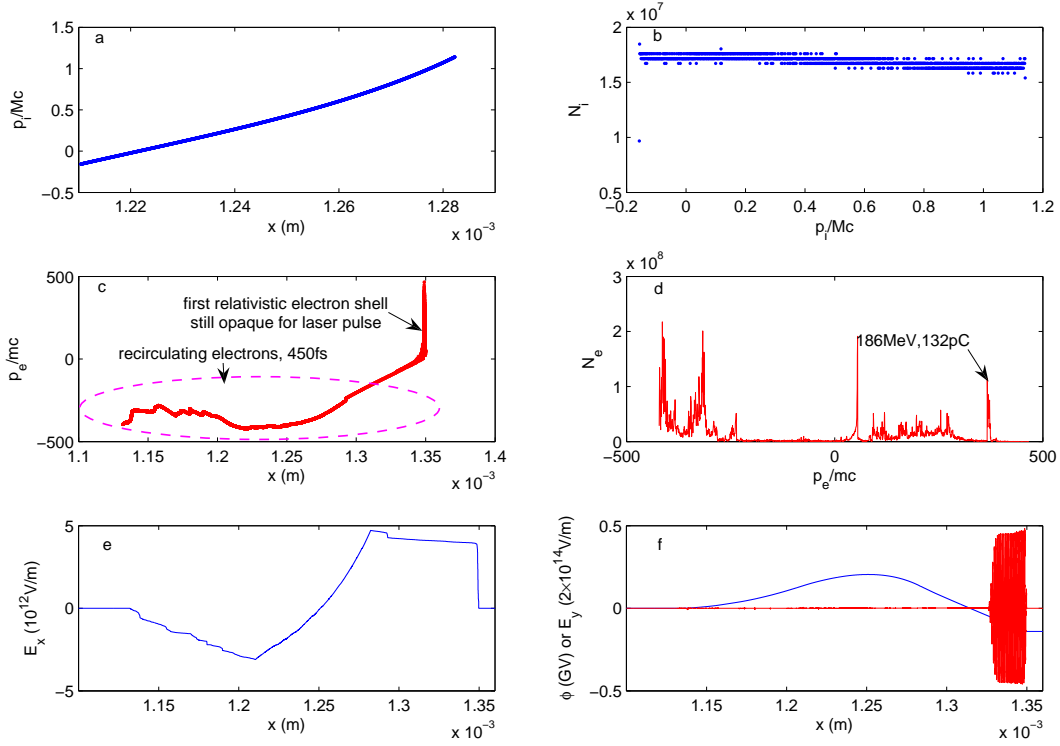 a
1.5
1
0.5
0
−0.5
p_i/Mc
1.22
1.24
1.26
1.28
x (m)
x 10^−3
b
x 10^7
2
1.5
1
0.5
N_i
−0.2
0
0.2
0.4
0.6
0.8
1
1.2
p_i/Mc
c
500
0
−500
p_e/mc
first relativistic electron shell
still opaque for laser pulse
recirculating electrons, 450fs
1.1
1.15
1.2
1.25
1.3
1.35
1.4
x (m)
x 10^−3
d
x 10^8
3
2
1
0
N_e
186MeV,132pC
−500
0
500
p_e/mc
e
5
0
−5
E_x (10^12V/m)
1.15
1.2
1.25
1.3
1.35
x (m)
x 10^−3
f
0.5
0
−0.5
ϕ (GV) or E_y (2×10^14V/m)
1.15
1.2
1.25
1.3
1.35
x (m)
x 10^−3